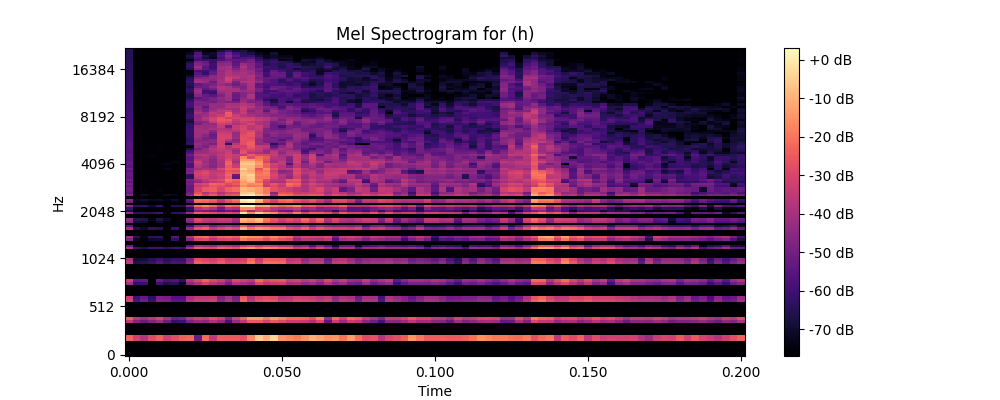 Mel Spectrogram for (h)
Hz
16384
8192
4096
2048
1024
512
0
0.000 0.050 0.100 0.150 0.200
Time
+0 dB
-10 dB
-20 dB
-30 dB
-40 dB
-50 dB
-60 dB
-70 dB